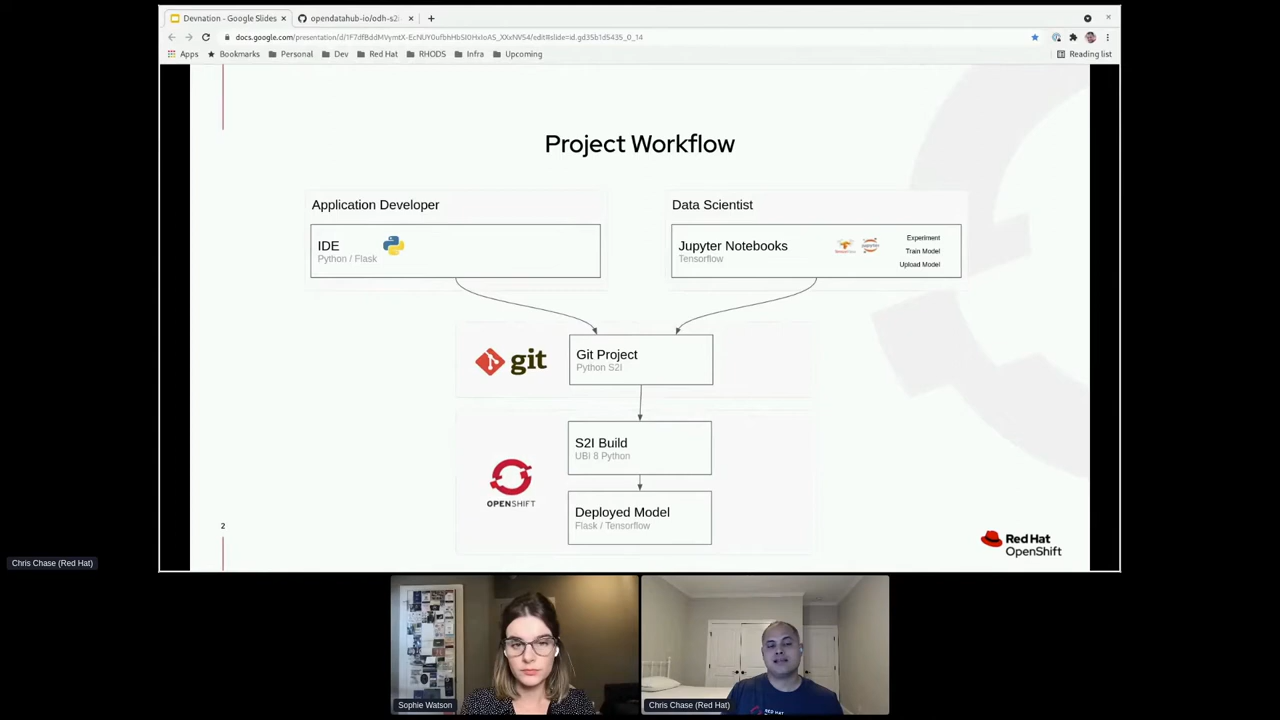 Devnation - Google Slides
opendatahub-io/odh-s2i
docs.google.com/presentation/d/1F7dfBddMVymtX-EcNUY0ufbhHbSI0HxIoAS_XXxNV54/edit#slide=id.gd35b1d5435_0_14
Apps
Bookmarks
Personal
Dev
Red Hat
RHODS
Infra
Upcoming
Reading list
Project Workflow
Application Developer
IDE
Python / Flask
Data Scientist
Jupyter Notebooks
Tensorflow
Experiment
Train Model
Upload Model
git
Git Project
Python S2I
S2I Build
UBI 8 Python
OPENSHIFT
Deployed Model
Flask / Tensorflow
2
Red Hat
OpenShift
Chris Chase (Red Hat)
Sophie Watson
Chris Chase (Red Hat)
RED HAT